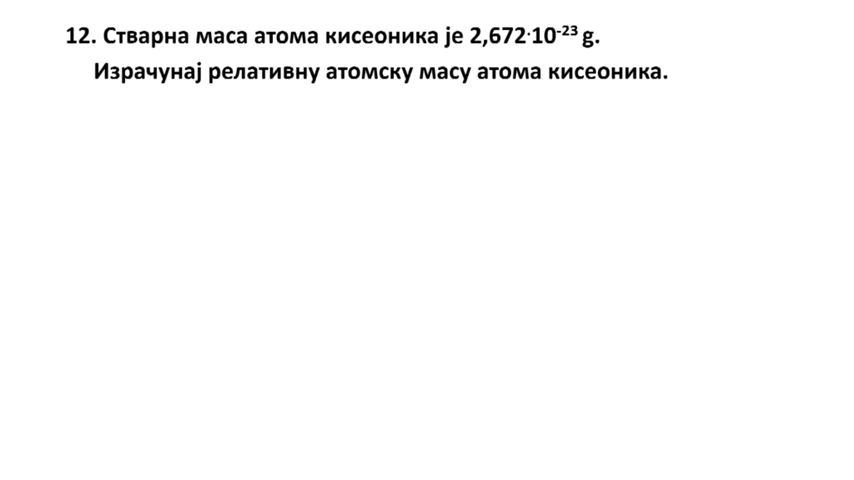 12. Стварна маса атома кисеоника је 2,672·10⁻²³ g.
Израчунај релативну атомску масу атома кисеоника.